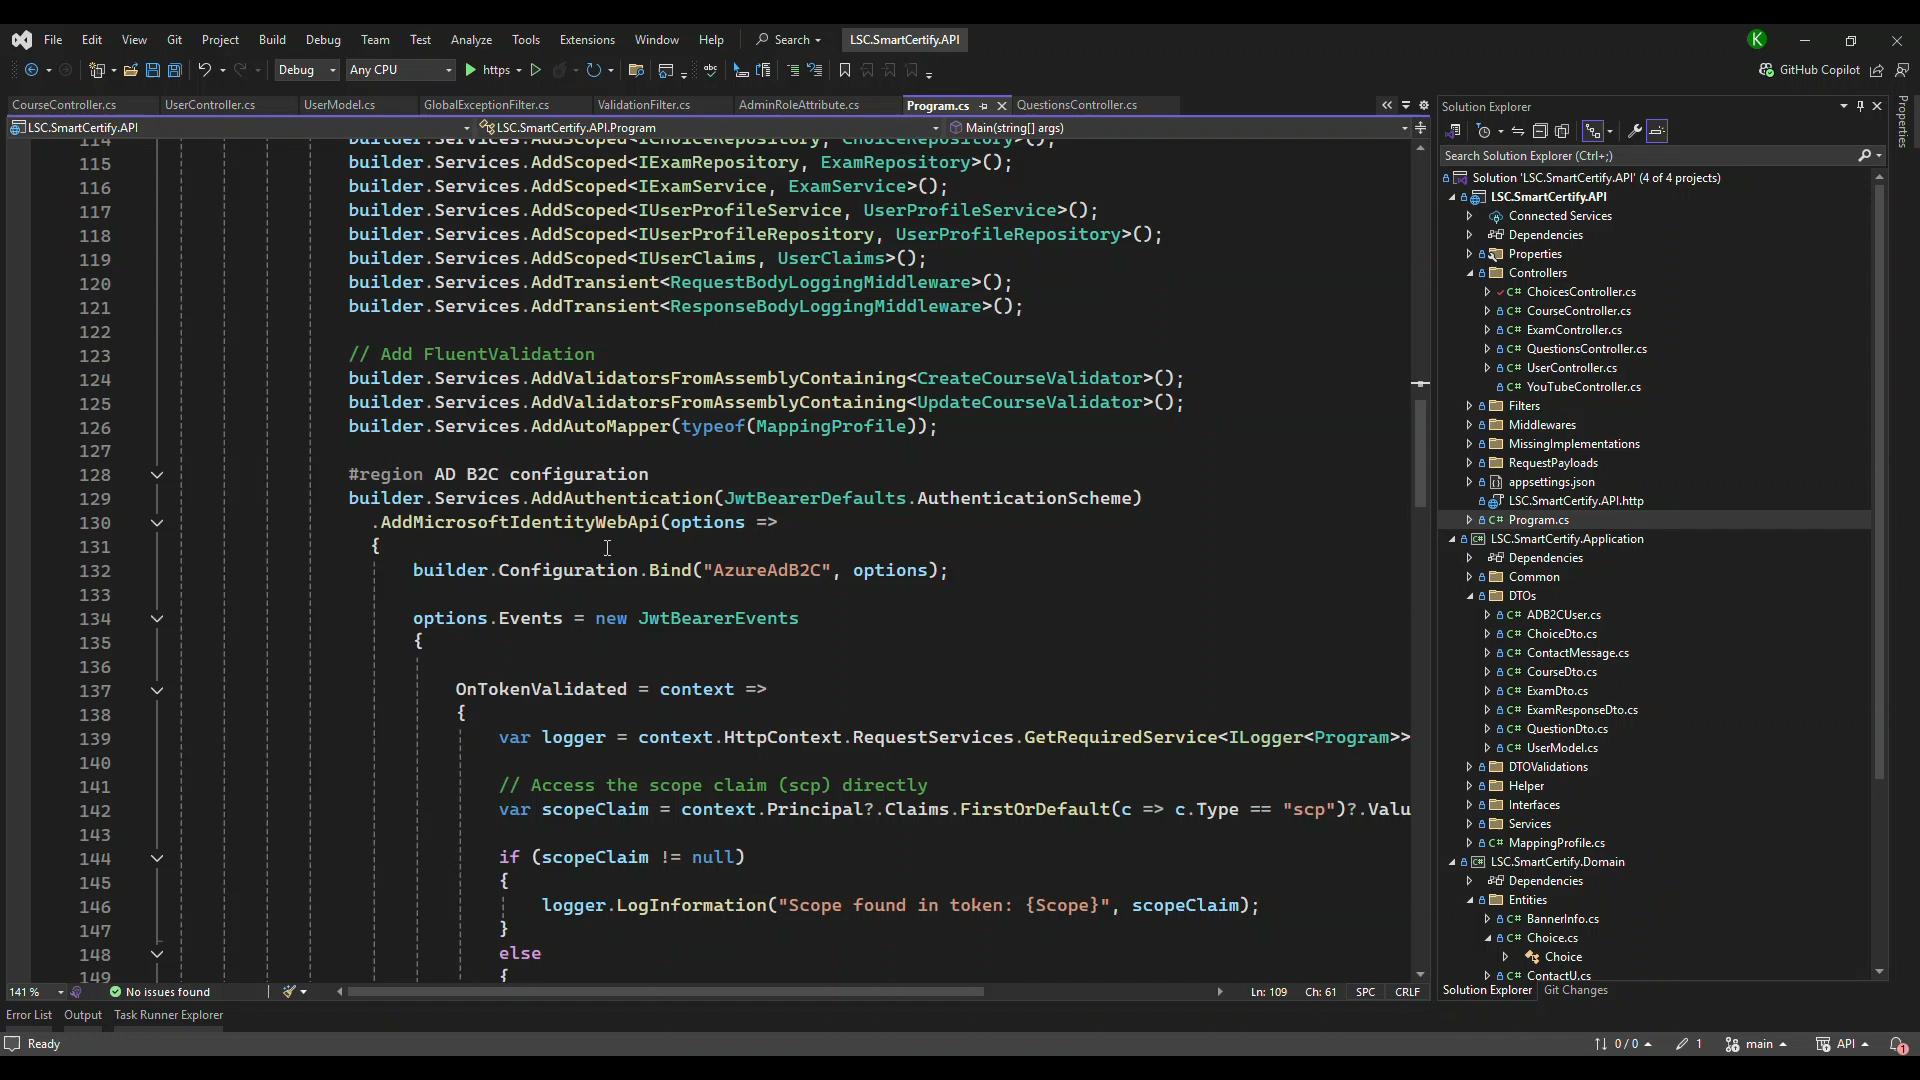 File Edit View Git Project Build Debug Team Test Analyze Tools Extensions Window Help Search LSC.SmartCertify.API K
Debug Any CPU https GitHub Copilot
CourseController.cs UserController.cs UserModel.cs GlobalExceptionFilter.cs ValidationFilter.cs AdminRoleAttribute.cs Program.cs QuestionsController.cs
LSC.SmartCertify.API LSC.SmartCertify.API.Program Main(string[] args)
114 builder.Services.AddScoped<IChoiceRepository, ChoiceRepository>();
115 builder.Services.AddScoped<IExamRepository, ExamRepository>();
116 builder.Services.AddScoped<IExamService, ExamService>();
117 builder.Services.AddScoped<IUserProfileService, UserProfileService>();
118 builder.Services.AddScoped<IUserProfileRepository, UserProfileRepository>();
119 builder.Services.AddScoped<IUserClaims, UserClaims>();
120 builder.Services.AddTransient<RequestBodyLoggingMiddleware>();
121 builder.Services.AddTransient<ResponseBodyLoggingMiddleware>();
122
123 // Add FluentValidation
124 builder.Services.AddValidatorsFromAssemblyContaining<CreateCourseValidator>();
125 builder.Services.AddValidatorsFromAssemblyContaining<UpdateCourseValidator>();
126 builder.Services.AddAutoMapper(typeof(MappingProfile));
127
128 #region AD B2C configuration
129 builder.Services.AddAuthentication(JwtBearerDefaults.AuthenticationScheme)
130 .AddMicrosoftIdentityWebApi(options =>
131 {
132 builder.Configuration.Bind("AzureAdB2C", options);
133
134 options.Events = new JwtBearerEvents
135 {
136
137 OnTokenValidated = context =>
138 {
139 var logger = context.HttpContext.RequestServices.GetRequiredService<ILogger<Program>>
140
141 // Access the scope claim (scp) directly
142 var scopeClaim = context.Principal?.Claims.FirstOrDefault(c => c.Type == "scp")?.Valu
143
144 if (scopeClaim != null)
145 {
146 logger.LogInformation("Scope found in token: {Scope}", scopeClaim);
147 }
148 else
149 {
141 % No issues found Ln: 109 Ch: 61 SPC CRLF
Error List Output Task Runner Explorer
Ready 0 / 0 1 main API 1
Solution Explorer
Search Solution Explorer (Ctrl+;)
Solution 'LSC.SmartCertify.API' (4 of 4 projects)
LSC.SmartCertify.API
Connected Services
Dependencies
Properties
Controllers
C# ChoicesController.cs
C# CourseController.cs
C# ExamController.cs
C# QuestionsController.cs
C# UserController.cs
C# YouTubeController.cs
Filters
Middlewares
MissingImplementations
RequestPayloads
appsettings.json
LSC.SmartCertify.API.http
C# Program.cs
LSC.SmartCertify.Application
Dependencies
Common
DTOs
C# ADB2CUser.cs
C# ChoiceDto.cs
C# ContactMessage.cs
C# CourseDto.cs
C# ExamDto.cs
C# ExamResponseDto.cs
C# QuestionDto.cs
C# UserModel.cs
DTOValidations
Helper
Interfaces
Services
C# MappingProfile.cs
LSC.SmartCertify.Domain
Dependencies
Entities
C# BannerInfo.cs
C# Choice.cs
Choice
C# ContactU.cs
Solution Explorer Git Changes
Properties